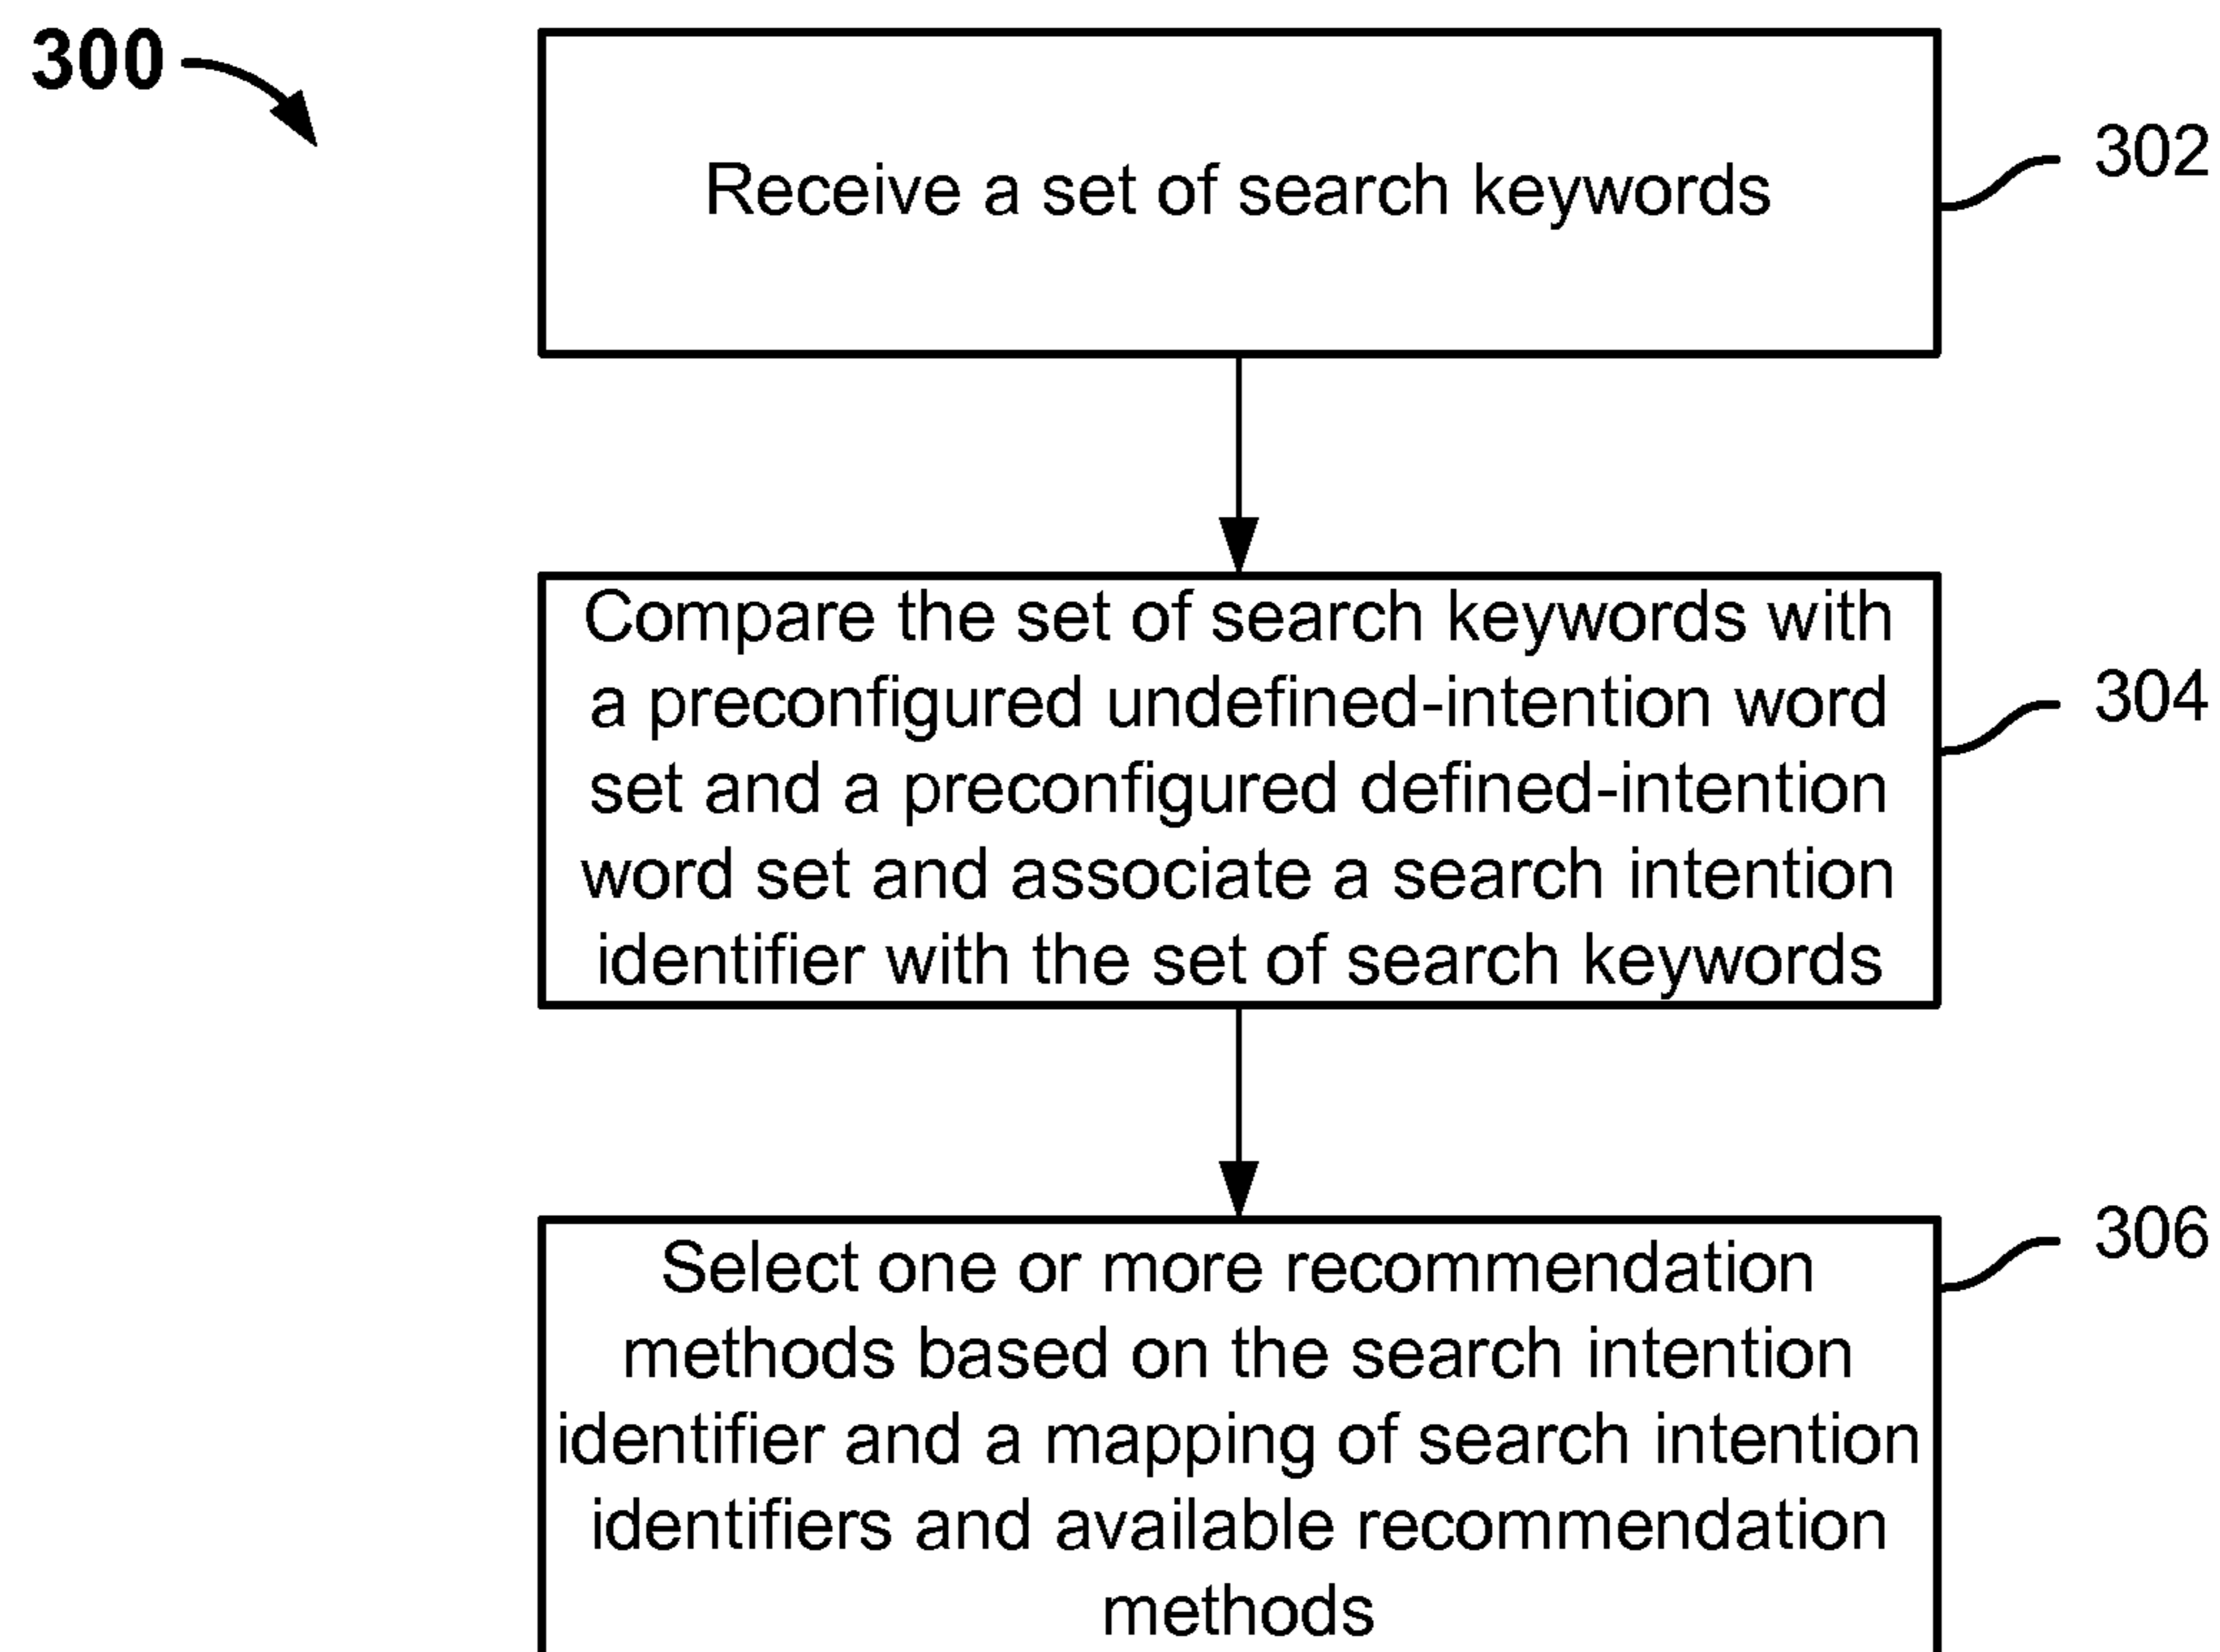 300
Receive a set of search keywords
302
Compare the set of search keywords with
a preconfigured undefined-intention word
set and a preconfigured defined-intention
word set and associate a search intention
identifier with the set of search keywords
304
Select one or more recommendation
methods based on the search intention
identifier and a mapping of search intention
identifiers and available recommendation
methods
306